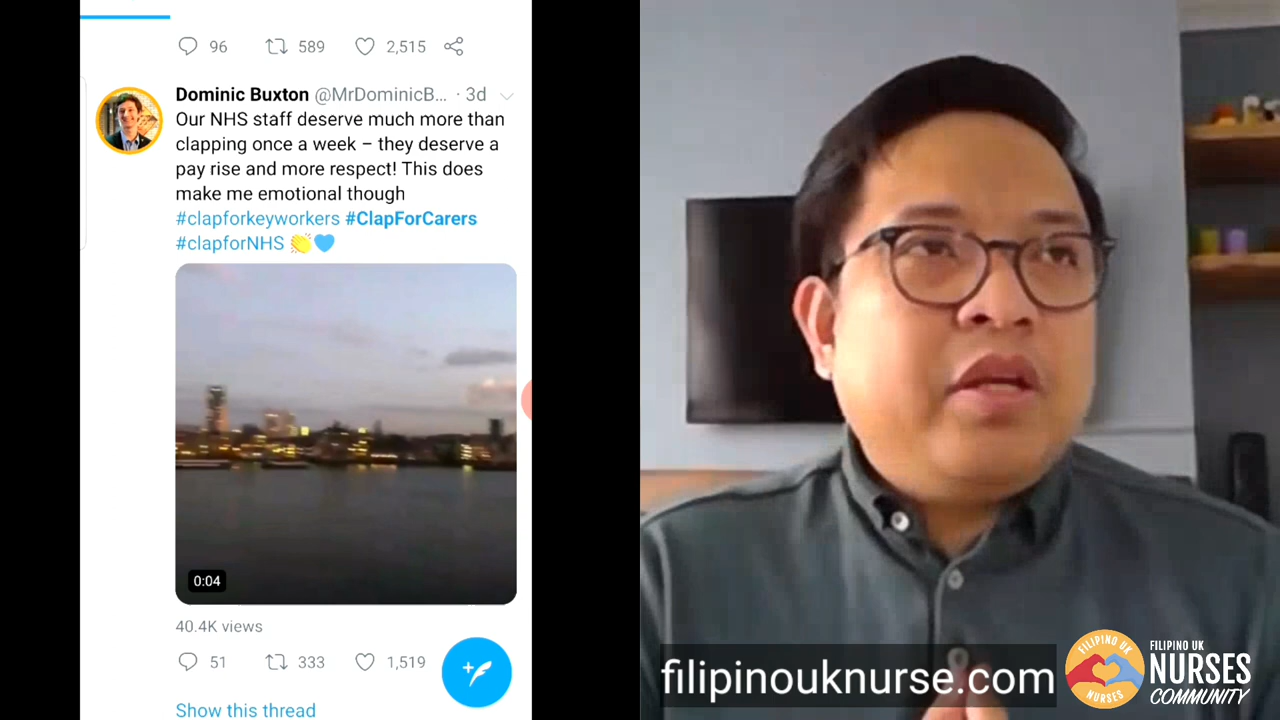 96 589 2,515
Dominic Buxton @MrDominicB... · 3d
Our NHS staff deserve much more than
clapping once a week – they deserve a
pay rise and more respect! This does
make me emotional though
#clapforkeyworkers #ClapForCarers
#clapforNHS 👏💙
0:04
40.4K views
51 333 1,519
Show this thread
filipinouknurse.com
FILIPINO UK
NURSES
FILIPINO UK
NURSES
COMMUNITY